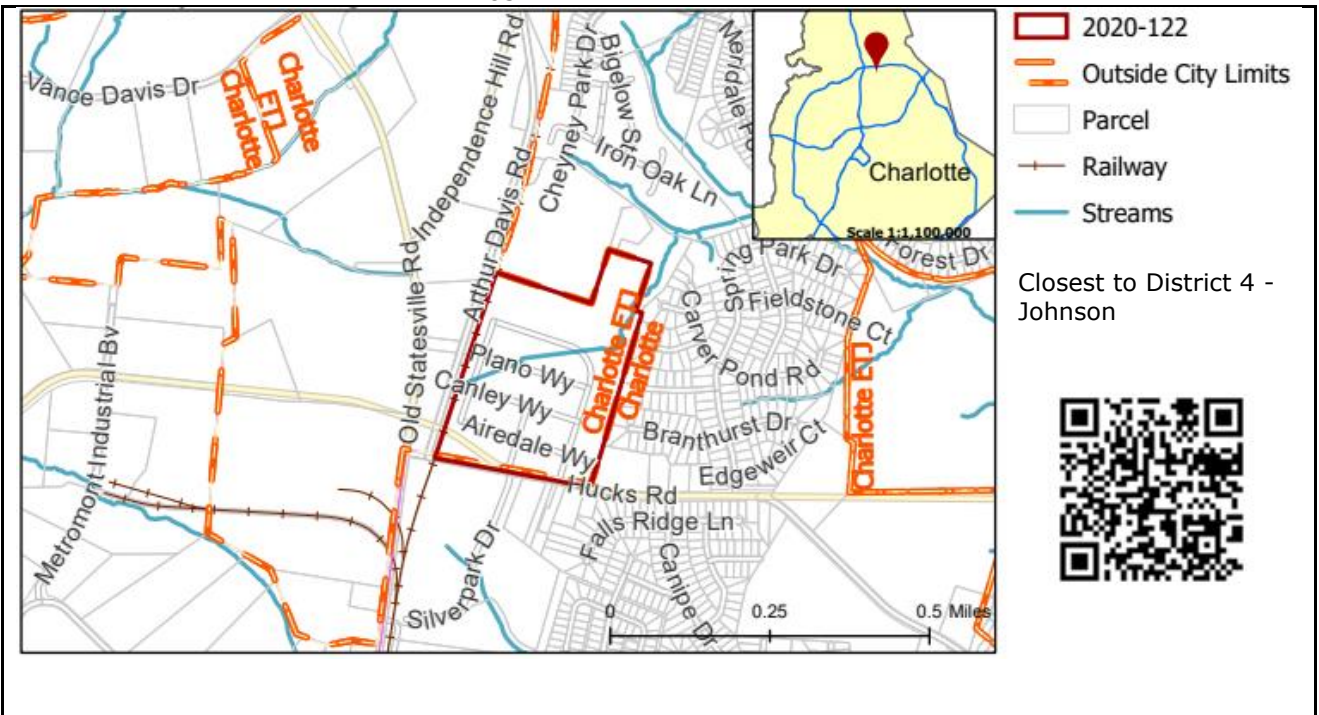 Vance Davis Dr
Charlotte
ETJ
Charlotte
Independence Hill Rd
Cheyney Park Dr
Bigelow St
Iron Oak Ln
Arthur Davis Rd
Old Statesville Rd
Metromont Industrial Bv
Plano Wy
Canley Wy
Airedale Wy
Charlotte ETJ
Charlotte
Spring Park Dr
Fieldstone Ct
Carver Pond Rd
Branthurst Dr
Edgeweir Ct
Charlotte ETJ
Forest Dr
Hucks Rd
Falls Ridge Ln
Canipe Dr
Silverpark Dr
0 0.25 0.5 Miles
Charlotte
Scale 1:1,100,000
2020-122
Outside City Limits
Parcel
Railway
Streams
Closest to District 4 -
Johnson